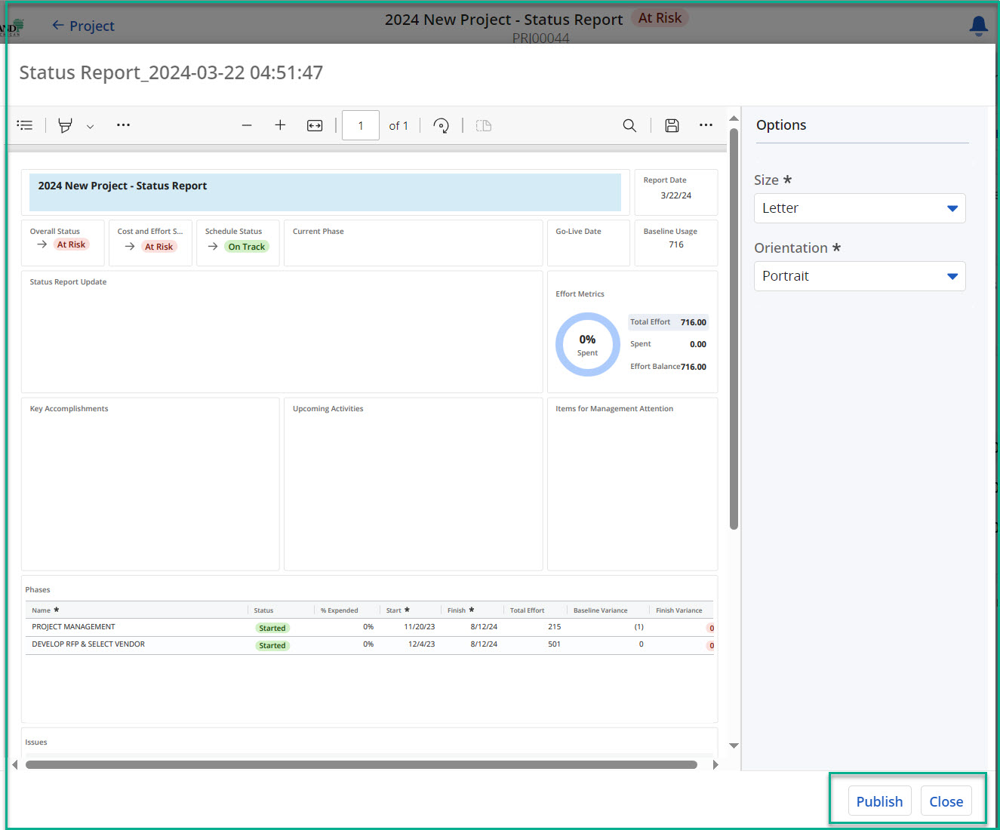 AND
MICHIGAN
Project
2024 New Project - Status Report At Risk
PRJ00044
Status Report_2024-03-22 04:51:47
1 of 1
Options
Size *
Letter
Orientation *
Portrait
2024 New Project - Status Report
Report Date
3/22/24
Overall Status
At Risk
Cost and Effort S...
At Risk
Schedule Status
On Track
Current Phase
Go-Live Date
Baseline Usage
716
Status Report Update
Effort Metrics
0%
Spent
Total Effort 716.00
Spent 0.00
Effort Balance 716.00
Key Accomplishments
Upcoming Activities
Items for Management Attention
Phases
Name * Status % Expended Start * Finish * Total Effort Baseline Variance Finish Variance
PROJECT MANAGEMENT Started 0% 11/20/23 8/12/24 215 (1) 0
DEVELOP RFP & SELECT VENDOR Started 0% 12/4/23 8/12/24 501 0 0
Issues
Publish Close